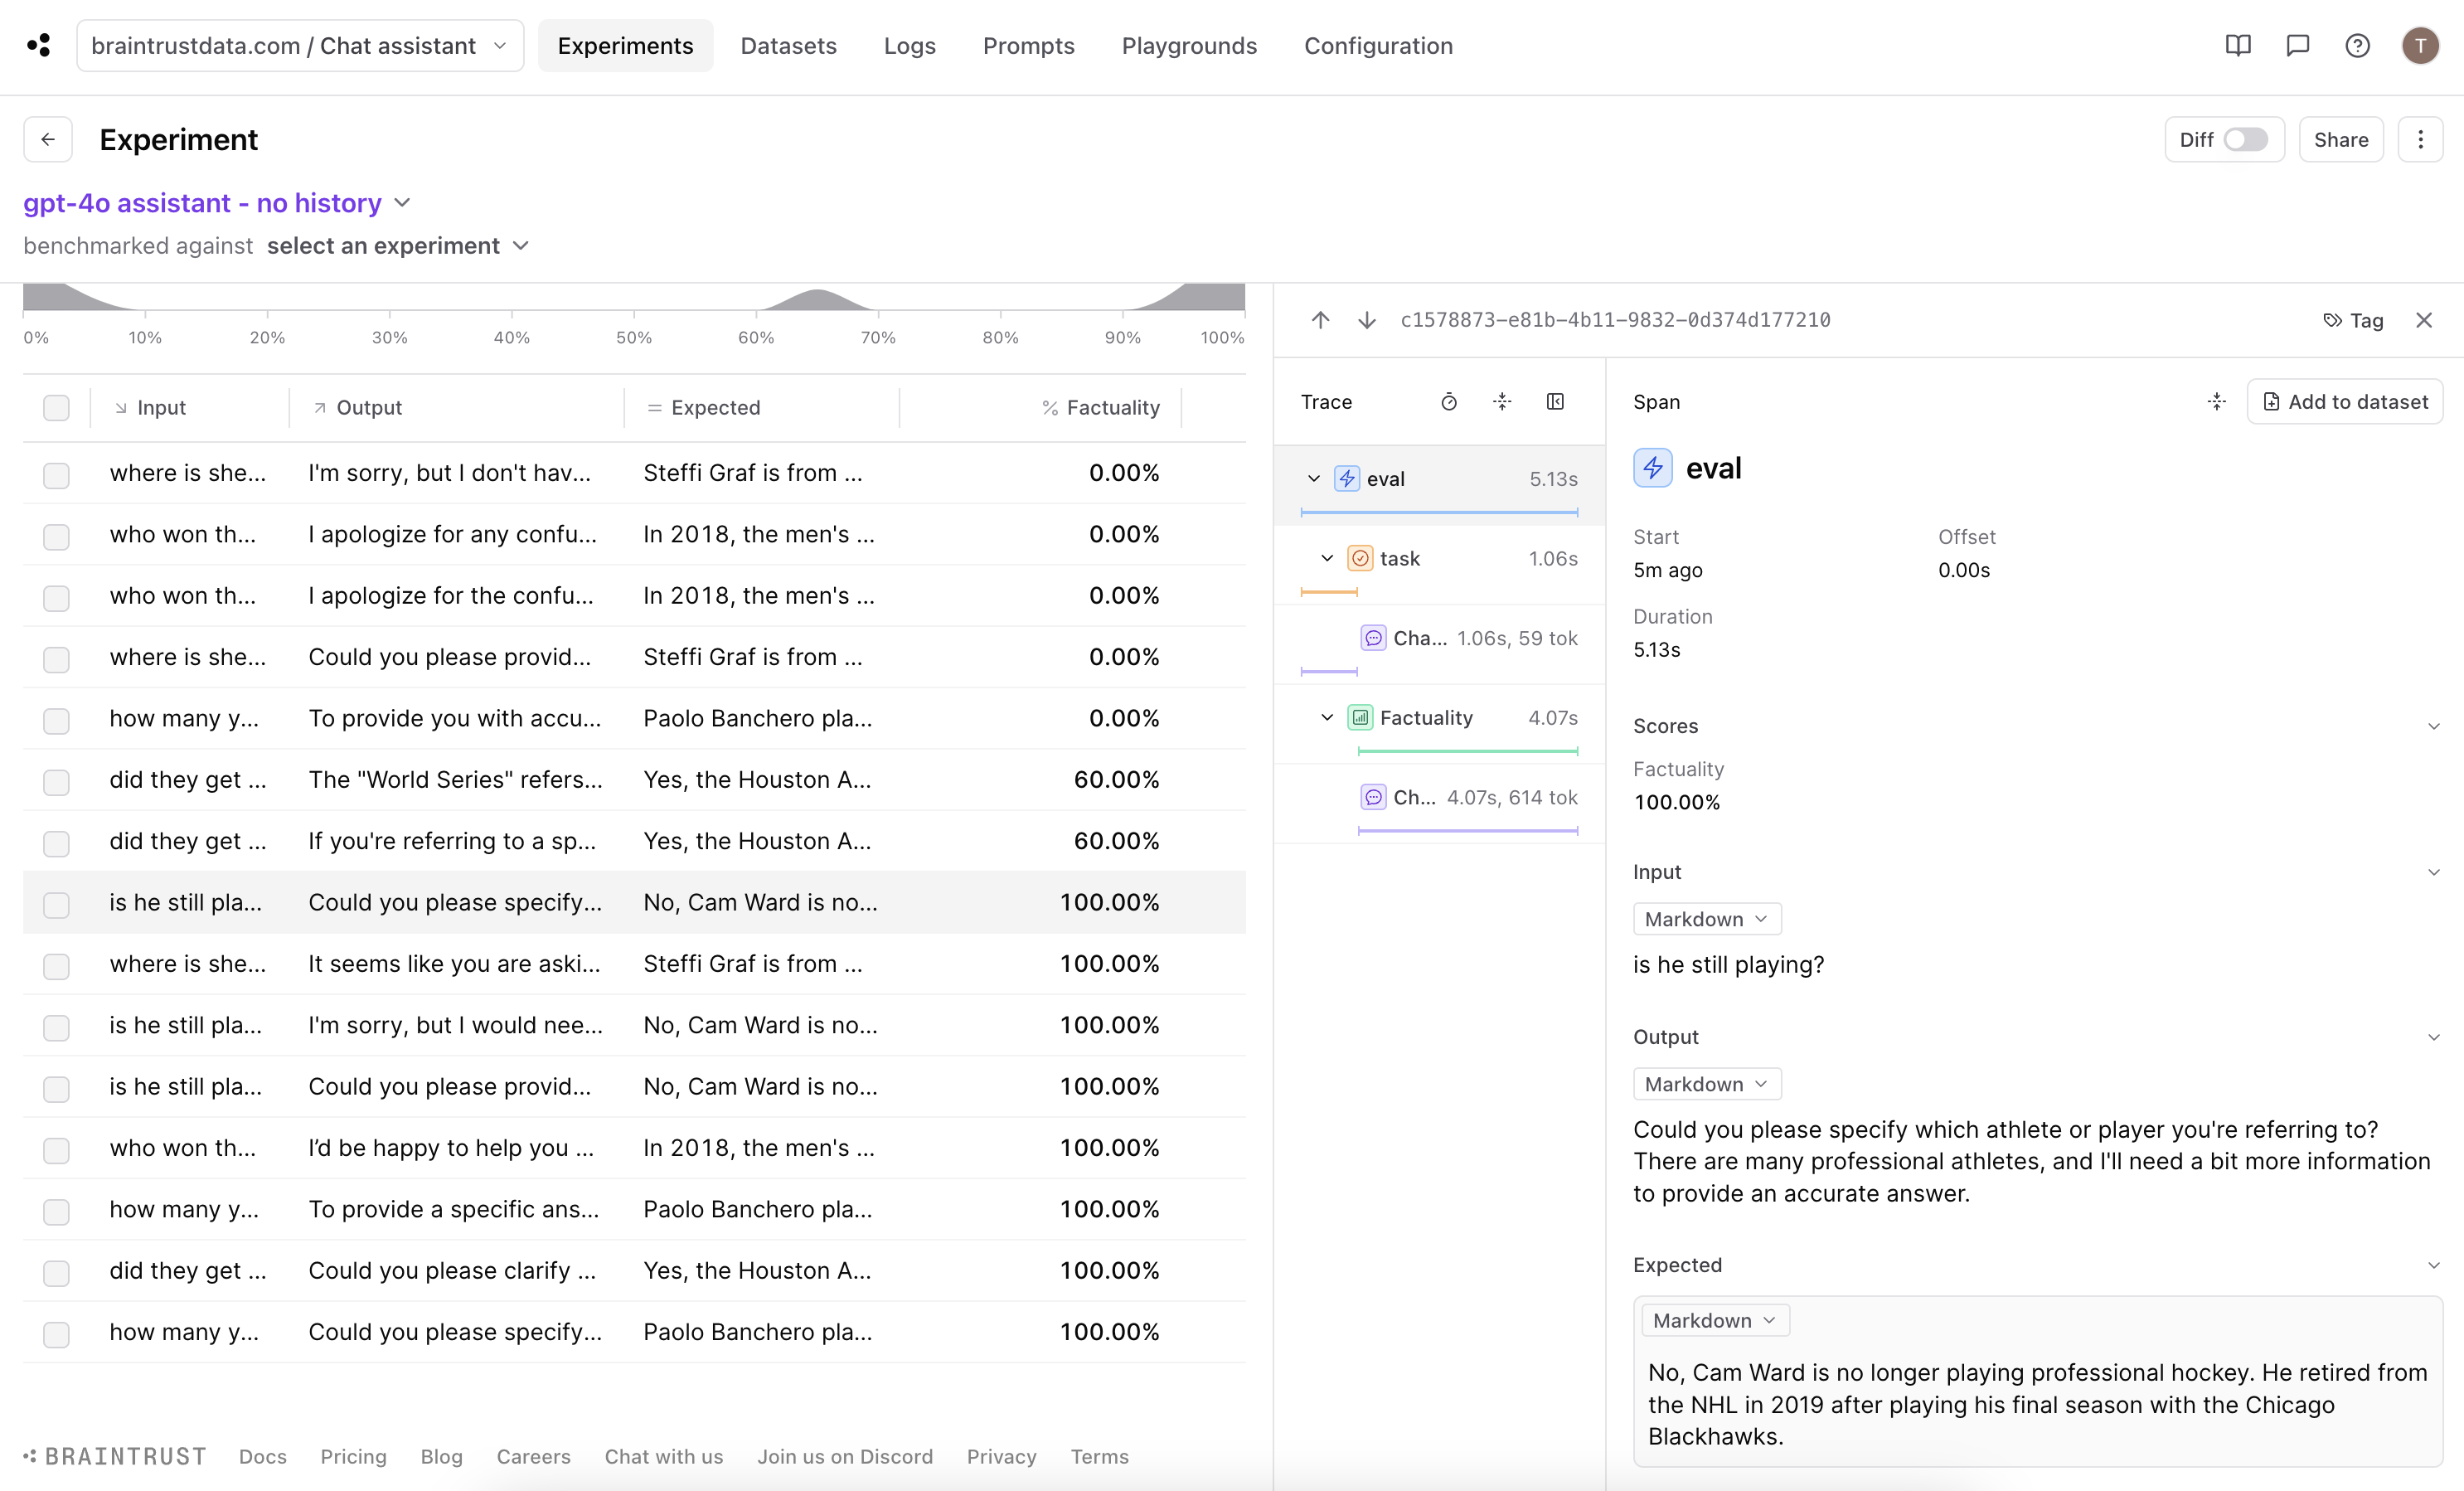 braintrustdata.com / Chat assistant
Experiments
Datasets
Logs
Prompts
Playgrounds
Configuration
T
Experiment
Diff
Share
gpt-4o assistant - no history
benchmarked against select an experiment
0% 10% 20% 30% 40% 50% 60% 70% 80% 90% 100%
Input Output Expected % Factuality
where is she... I'm sorry, but I don't hav... Steffi Graf is from ... 0.00%
who won th... I apologize for any confu... In 2018, the men's ... 0.00%
who won th... I apologize for the confu... In 2018, the men's ... 0.00%
where is she... Could you please provid... Steffi Graf is from ... 0.00%
how many y... To provide you with accu... Paolo Banchero pla... 0.00%
did they get ... The "World Series" refers... Yes, the Houston A... 60.00%
did they get ... If you're referring to a sp... Yes, the Houston A... 60.00%
is he still pla... Could you please specify... No, Cam Ward is no... 100.00%
where is she... It seems like you are aski... Steffi Graf is from ... 100.00%
is he still pla... I'm sorry, but I would nee... No, Cam Ward is no... 100.00%
is he still pla... Could you please provid... No, Cam Ward is no... 100.00%
who won th... I’d be happy to help you ... In 2018, the men's ... 100.00%
how many y... To provide a specific ans... Paolo Banchero pla... 100.00%
did they get ... Could you please clarify ... Yes, the Houston A... 100.00%
how many y... Could you please specify... Paolo Banchero pla... 100.00%
BRAINTRUST Docs Pricing Blog Careers Chat with us Join us on Discord Privacy Terms
c1578873-e81b-4b11-9832-0d374d177210
Tag
Trace
eval 5.13s
task 1.06s
Cha... 1.06s, 59 tok
Factuality 4.07s
Ch... 4.07s, 614 tok
Span
Add to dataset
eval
Start Offset
5m ago 0.00s
Duration
5.13s
Scores
Factuality
100.00%
Input
Markdown
is he still playing?
Output
Markdown
Could you please specify which athlete or player you're referring to?
There are many professional athletes, and I'll need a bit more information
to provide an accurate answer.
Expected
Markdown
No, Cam Ward is no longer playing professional hockey. He retired from
the NHL in 2019 after playing his final season with the Chicago
Blackhawks.